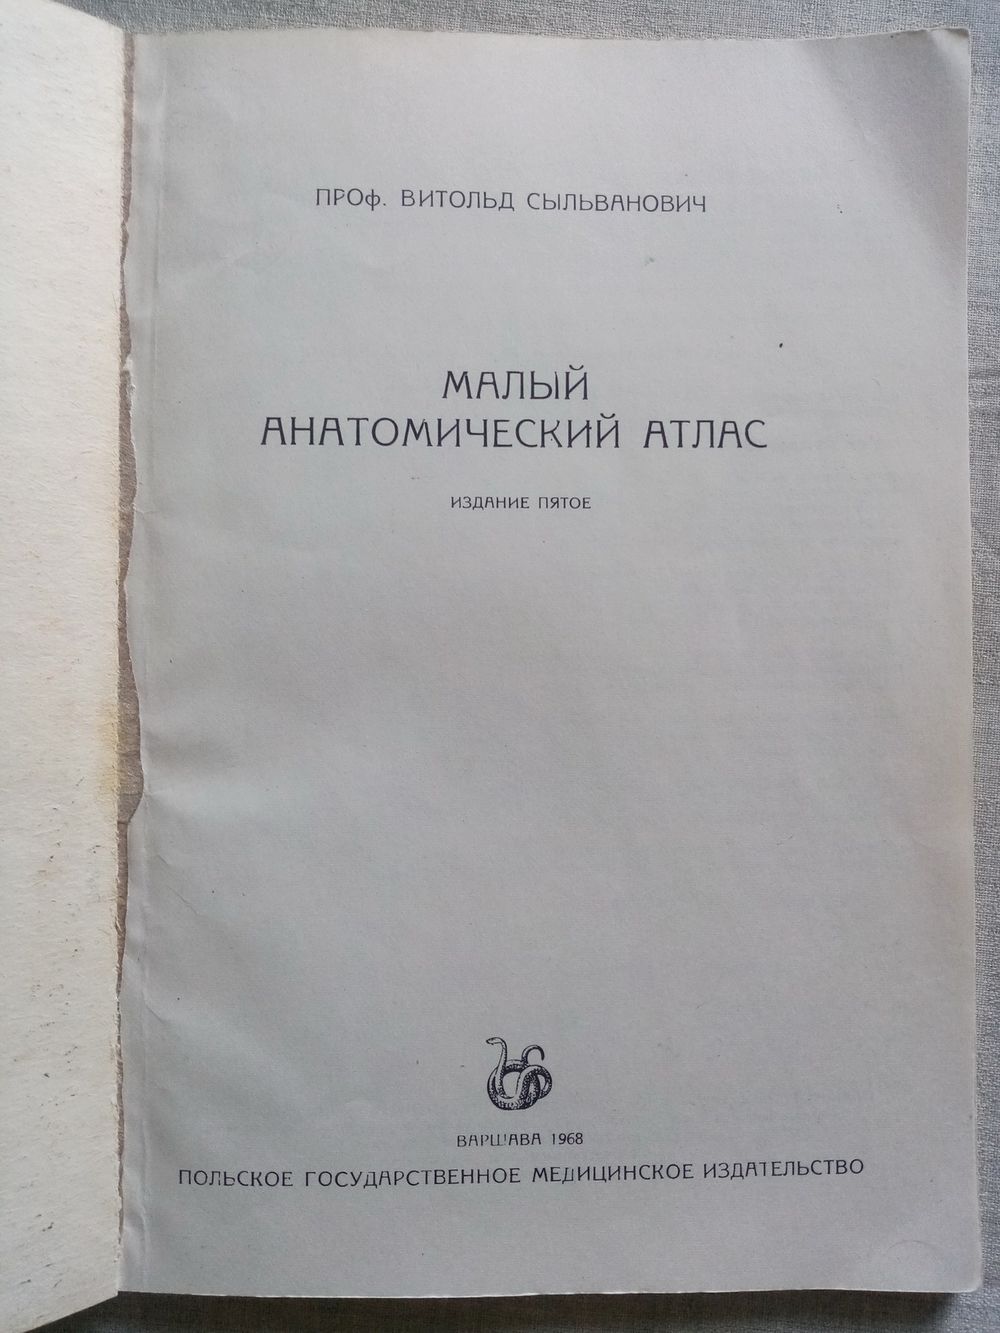 ПРОФ. ВИТОЛЬД СЫЛЬВАНОВИЧ
МАЛЫЙ
АНАТОМИЧЕСКИЙ АТЛАС
ИЗДАНИЕ ПЯТОЕ
ВАРШАВА 1968
ПОЛЬСКОЕ ГОСУДАРСТВЕННОЕ МЕДИЦИНСКОЕ ИЗДАТЕЛЬСТВО